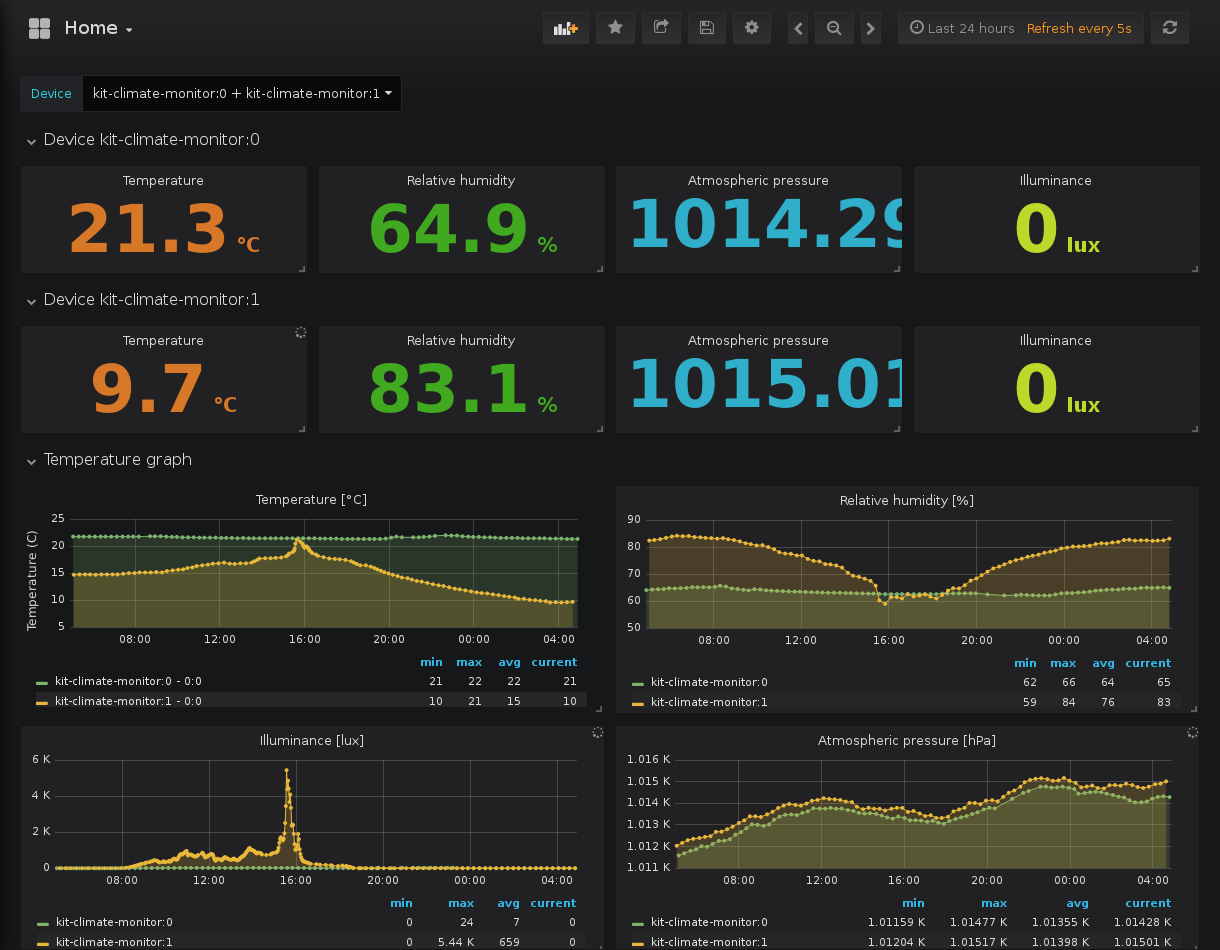 Home
Last 24 hours Refresh every 5s
Device kit-climate-monitor:0 + kit-climate-monitor:1
Device kit-climate-monitor:0
Temperature Relative humidity Atmospheric pressure Illuminance
21.3 °C 64.9 % 1014.29 0 lux
Device kit-climate-monitor:1
Temperature Relative humidity Atmospheric pressure Illuminance
9.7 °C 83.1 % 1015.01 0 lux
Temperature graph
Temperature [°C]
Temperature (C)
25
20
15
10
5
08:00 12:00 16:00 20:00 00:00 04:00
min max avg current
kit-climate-monitor:0 - 0:0 21 22 22 21
kit-climate-monitor:1 - 0:0 10 21 15 10
Relative humidity [%]
90
80
70
60
50
08:00 12:00 16:00 20:00 00:00 04:00
min max avg current
kit-climate-monitor:0 62 66 64 65
kit-climate-monitor:1 59 84 76 83
Illuminance [lux]
6 K
4 K
2 K
0
08:00 12:00 16:00 20:00 00:00 04:00
min max avg current
kit-climate-monitor:0 0 24 7 0
kit-climate-monitor:1 0 5.44 K 659 0
Atmospheric pressure [hPa]
1.016 K
1.015 K
1.014 K
1.013 K
1.012 K
1.011 K
08:00 12:00 16:00 20:00 00:00 04:00
min max avg current
kit-climate-monitor:0 1.01159 K 1.01477 K 1.01355 K 1.01428 K
kit-climate-monitor:1 1.01204 K 1.01517 K 1.01398 K 1.01501 K